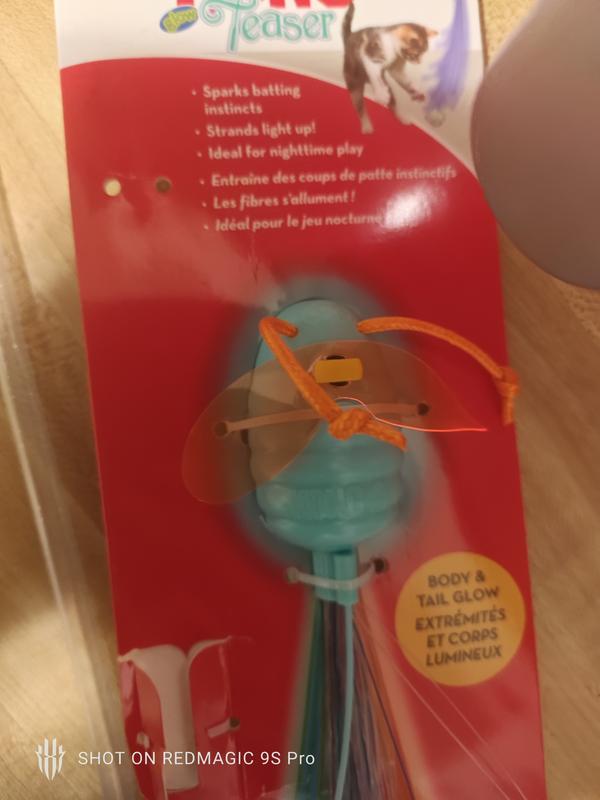 glow
Teaser
• Sparks batting
instincts
• Strands light up!
• Ideal for nighttime play
• Entraîne des coups de patte instinctifs
• Les fibres s'allument !
• Idéal pour le jeu nocturne
BODY &
TAIL GLOW
EXTRÉMITÉS
ET CORPS
LUMINEUX
SHOT ON REDMAGIC 9S Pro